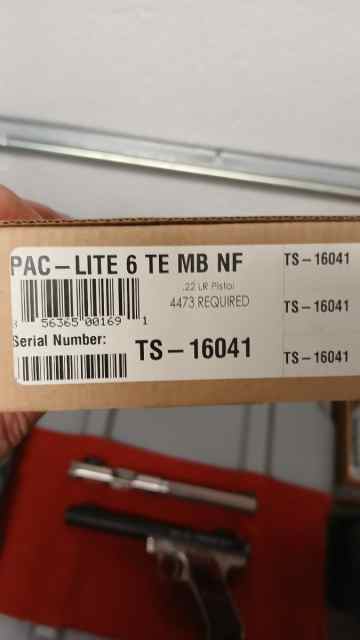 PAC-LITE 6 TE MB NF
.22 LR Pistol
4473 REQUIRED
56365 00169 1
Serial Number:
TS-16041
TS-16041
TS-16041
TS-16041